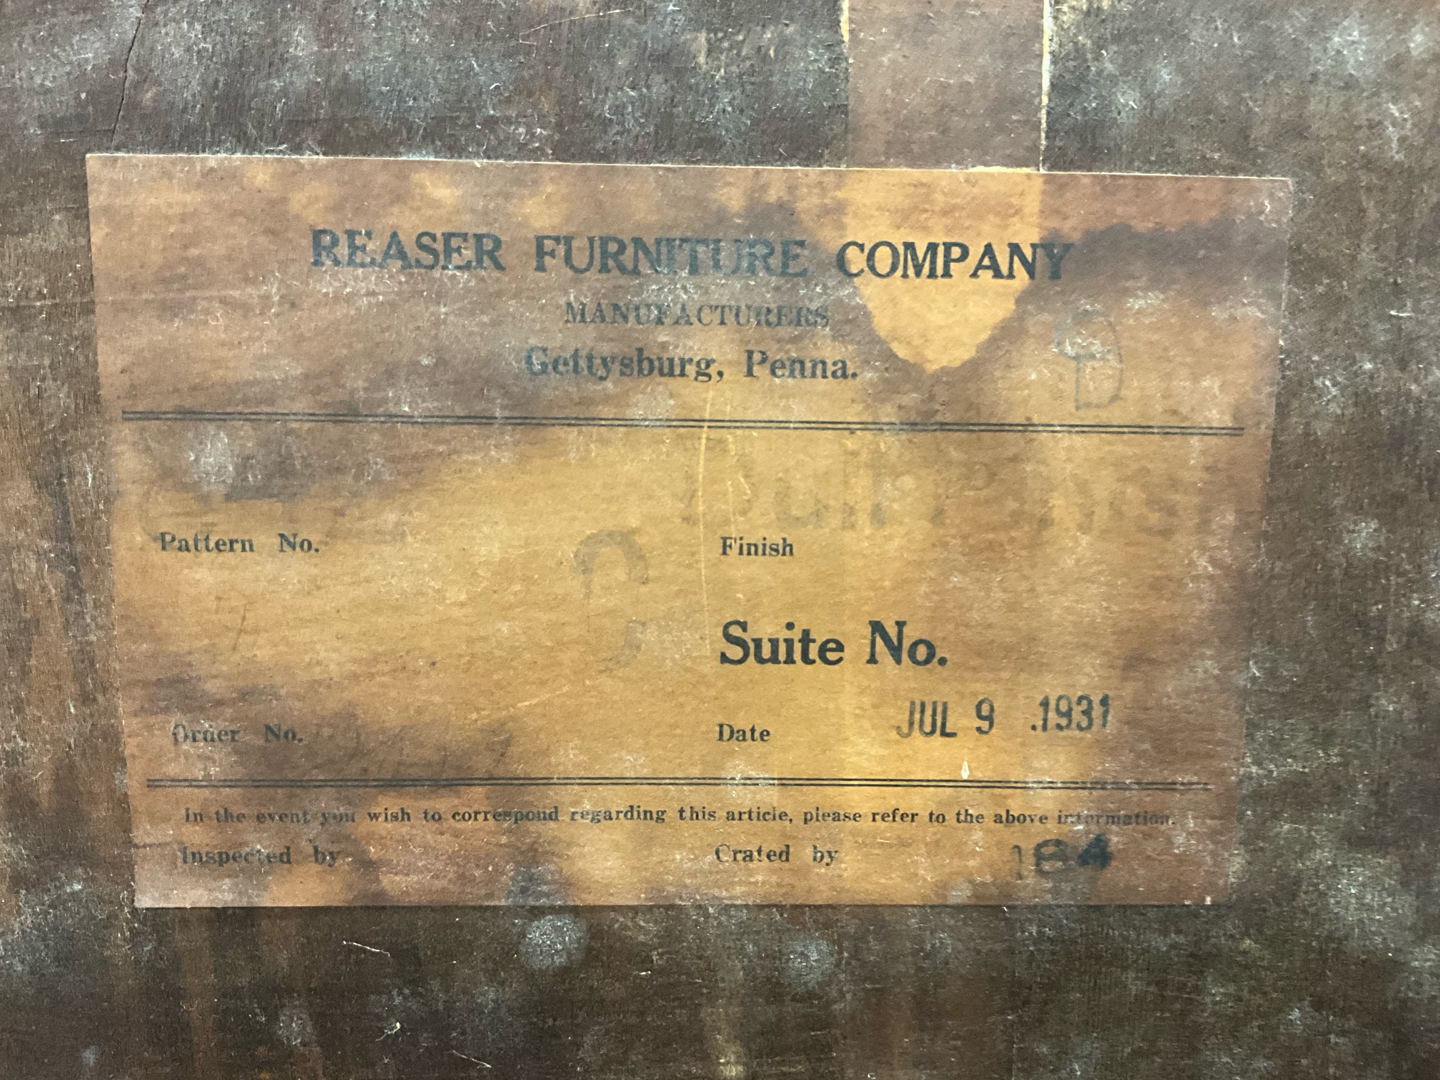 REASER FURNITURE COMPANY
MANUFACTURERS
Gettysburg, Penna.
Pattern No.
Finish
Suite No.
Order No.
Date JUL 9 .1931
In the event you wish to correspond regarding this article, please refer to the above information.
Inspected by
Crated by 184